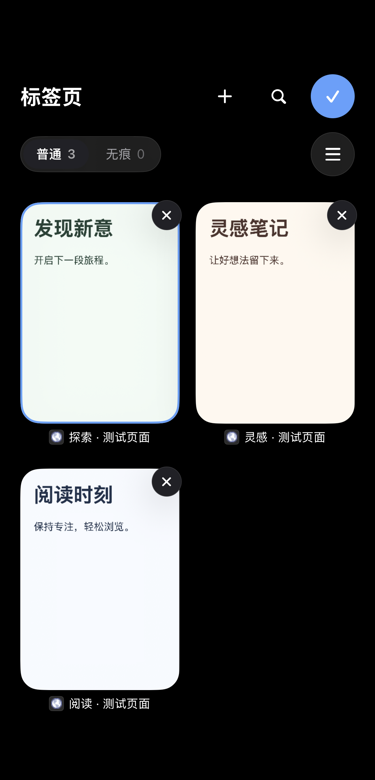 标签页
普通 3 无痕 0
发现新意
开启下一段旅程。
探索 · 测试页面
灵感笔记
让好想法留下来。
灵感 · 测试页面
阅读时刻
保持专注，轻松浏览。
阅读 · 测试页面